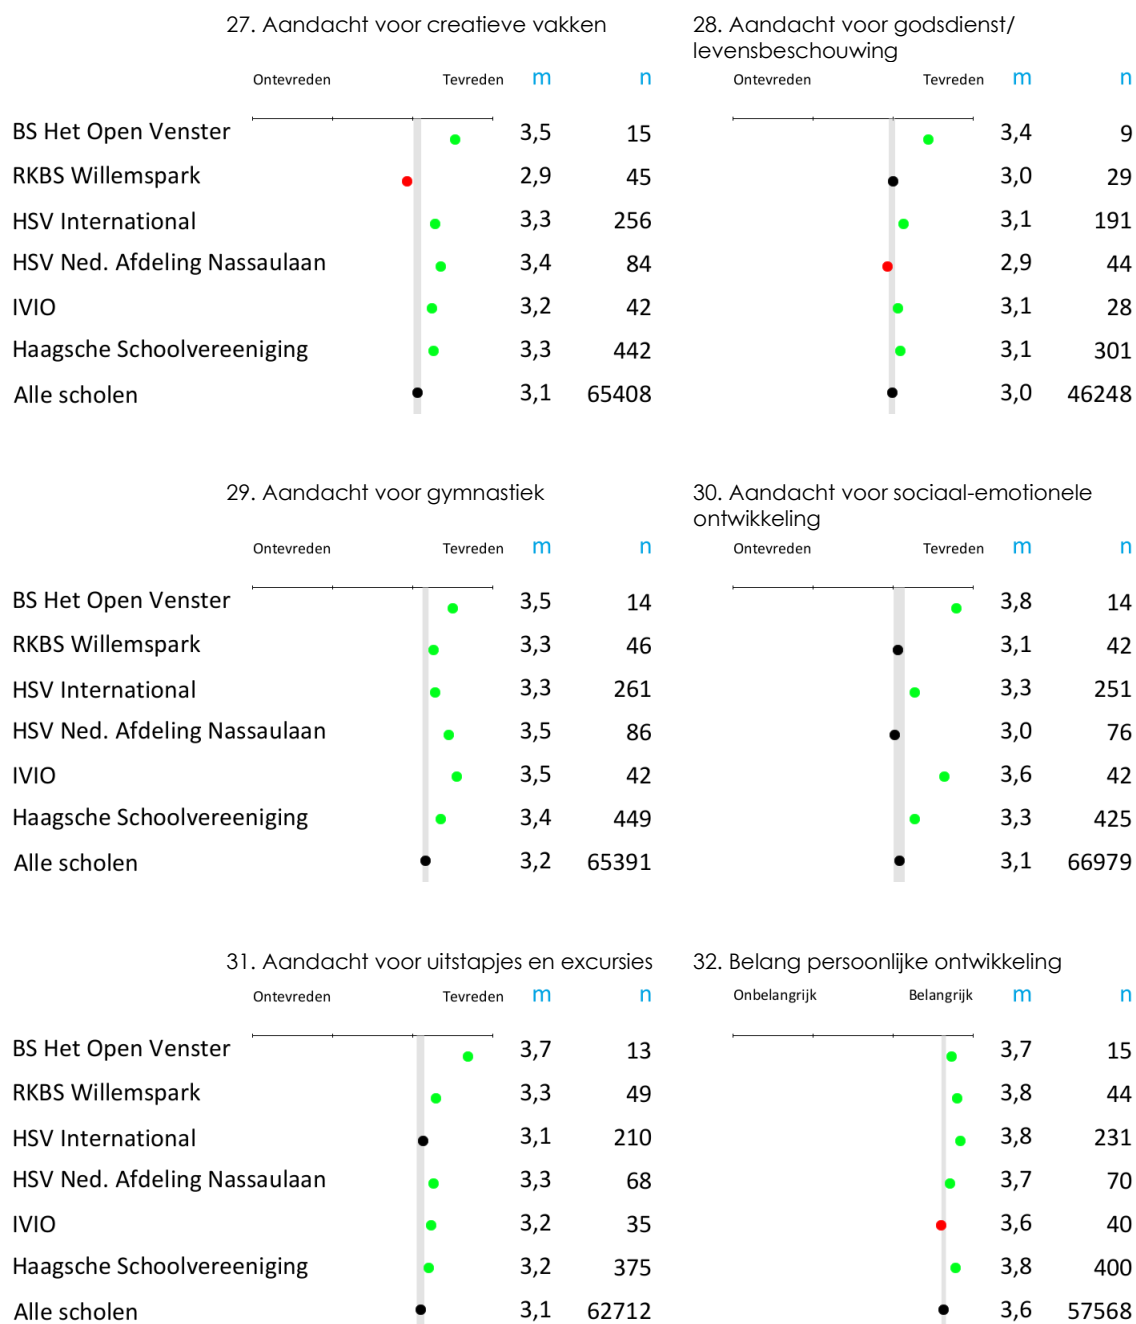 27. Aandacht voor creatieve vakken
Ontevreden Tevreden m n
BS Het Open Venster 3,5 15
RKBS Willemspark 2,9 45
HSV International 3,3 256
HSV Ned. Afdeling Nassaulaan 3,4 84
IVIO 3,2 42
Haagsche Schoolvereeniging 3,3 442
Alle scholen 3,1 65408
28. Aandacht voor godsdienst/
levensbeschouwing
Ontevreden Tevreden m n
3,4 9
3,0 29
3,1 191
2,9 44
3,1 28
3,1 301
3,0 46248
29. Aandacht voor gymnastiek
Ontevreden Tevreden m n
BS Het Open Venster 3,5 14
RKBS Willemspark 3,3 46
HSV International 3,3 261
HSV Ned. Afdeling Nassaulaan 3,5 86
IVIO 3,5 42
Haagsche Schoolvereeniging 3,4 449
Alle scholen 3,2 65391
30. Aandacht voor sociaal-emotionele
ontwikkeling
Ontevreden Tevreden m n
3,8 14
3,1 42
3,3 251
3,0 76
3,6 42
3,3 425
3,1 66979
31. Aandacht voor uitstapjes en excursies
Ontevreden Tevreden m n
BS Het Open Venster 3,7 13
RKBS Willemspark 3,3 49
HSV International 3,1 210
HSV Ned. Afdeling Nassaulaan 3,3 68
IVIO 3,2 35
Haagsche Schoolvereeniging 3,2 375
Alle scholen 3,1 62712
32. Belang persoonlijke ontwikkeling
Onbelangrijk Belangrijk m n
3,7 15
3,8 44
3,8 231
3,7 70
3,6 40
3,8 400
3,6 57568